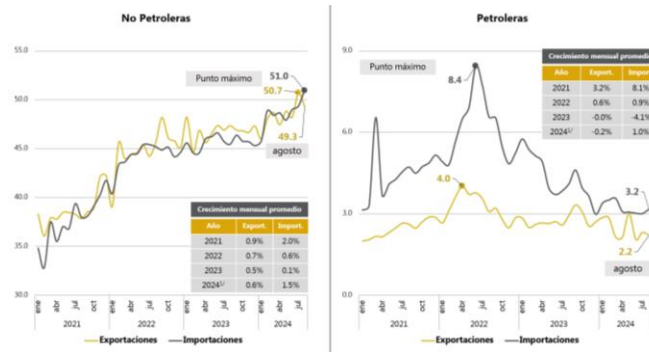 No Petroleras
55.0
50.0
45.0
40.0
35.0
30.0
Punto máximo
51.0
50.7
49.3
agosto
Crecimiento mensual promedio
Año Export. Import.
2021 0.9% 2.0%
2022 0.7% 0.6%
2023 0.5% 0.1%
2024¹/ 0.6% 1.5%
ene abr jul oct ene abr jul oct ene abr jul oct ene abr jul
2021 2022 2023 2024
Exportaciones Importaciones
Petroleras
9.0
6.0
3.0
0.0
Punto máximo
8.4
4.0
3.2
2.2
agosto
Crecimiento mensual promedio
Año Export. Impor
2021 3.2% 8.1%
2022 0.6% 0.9%
2023 -0.0% -4.1%
2024¹/ -0.2% 1.0%
ene abr jul oct ene abr jul oct ene abr jul oct ene abr jul
2021 2022 2023 2024
Exportaciones Importaciones